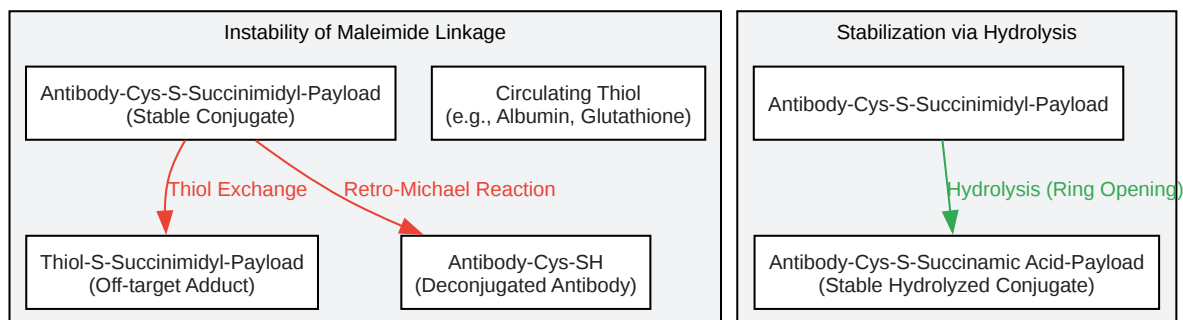 Instability of Maleimide Linkage
Antibody-Cys-S-Succinimidyl-Payload
(Stable Conjugate)
Circulating Thiol
(e.g., Albumin, Glutathione)
Thiol Exchange
Retro-Michael Reaction
Thiol-S-Succinimidyl-Payload
(Off-target Adduct)
Antibody-Cys-SH
(Deconjugated Antibody)
Stabilization via Hydrolysis
Antibody-Cys-S-Succinimidyl-Payload
Hydrolysis (Ring Opening)
Antibody-Cys-S-Succinamic Acid-Payload
(Stable Hydrolyzed Conjugate)